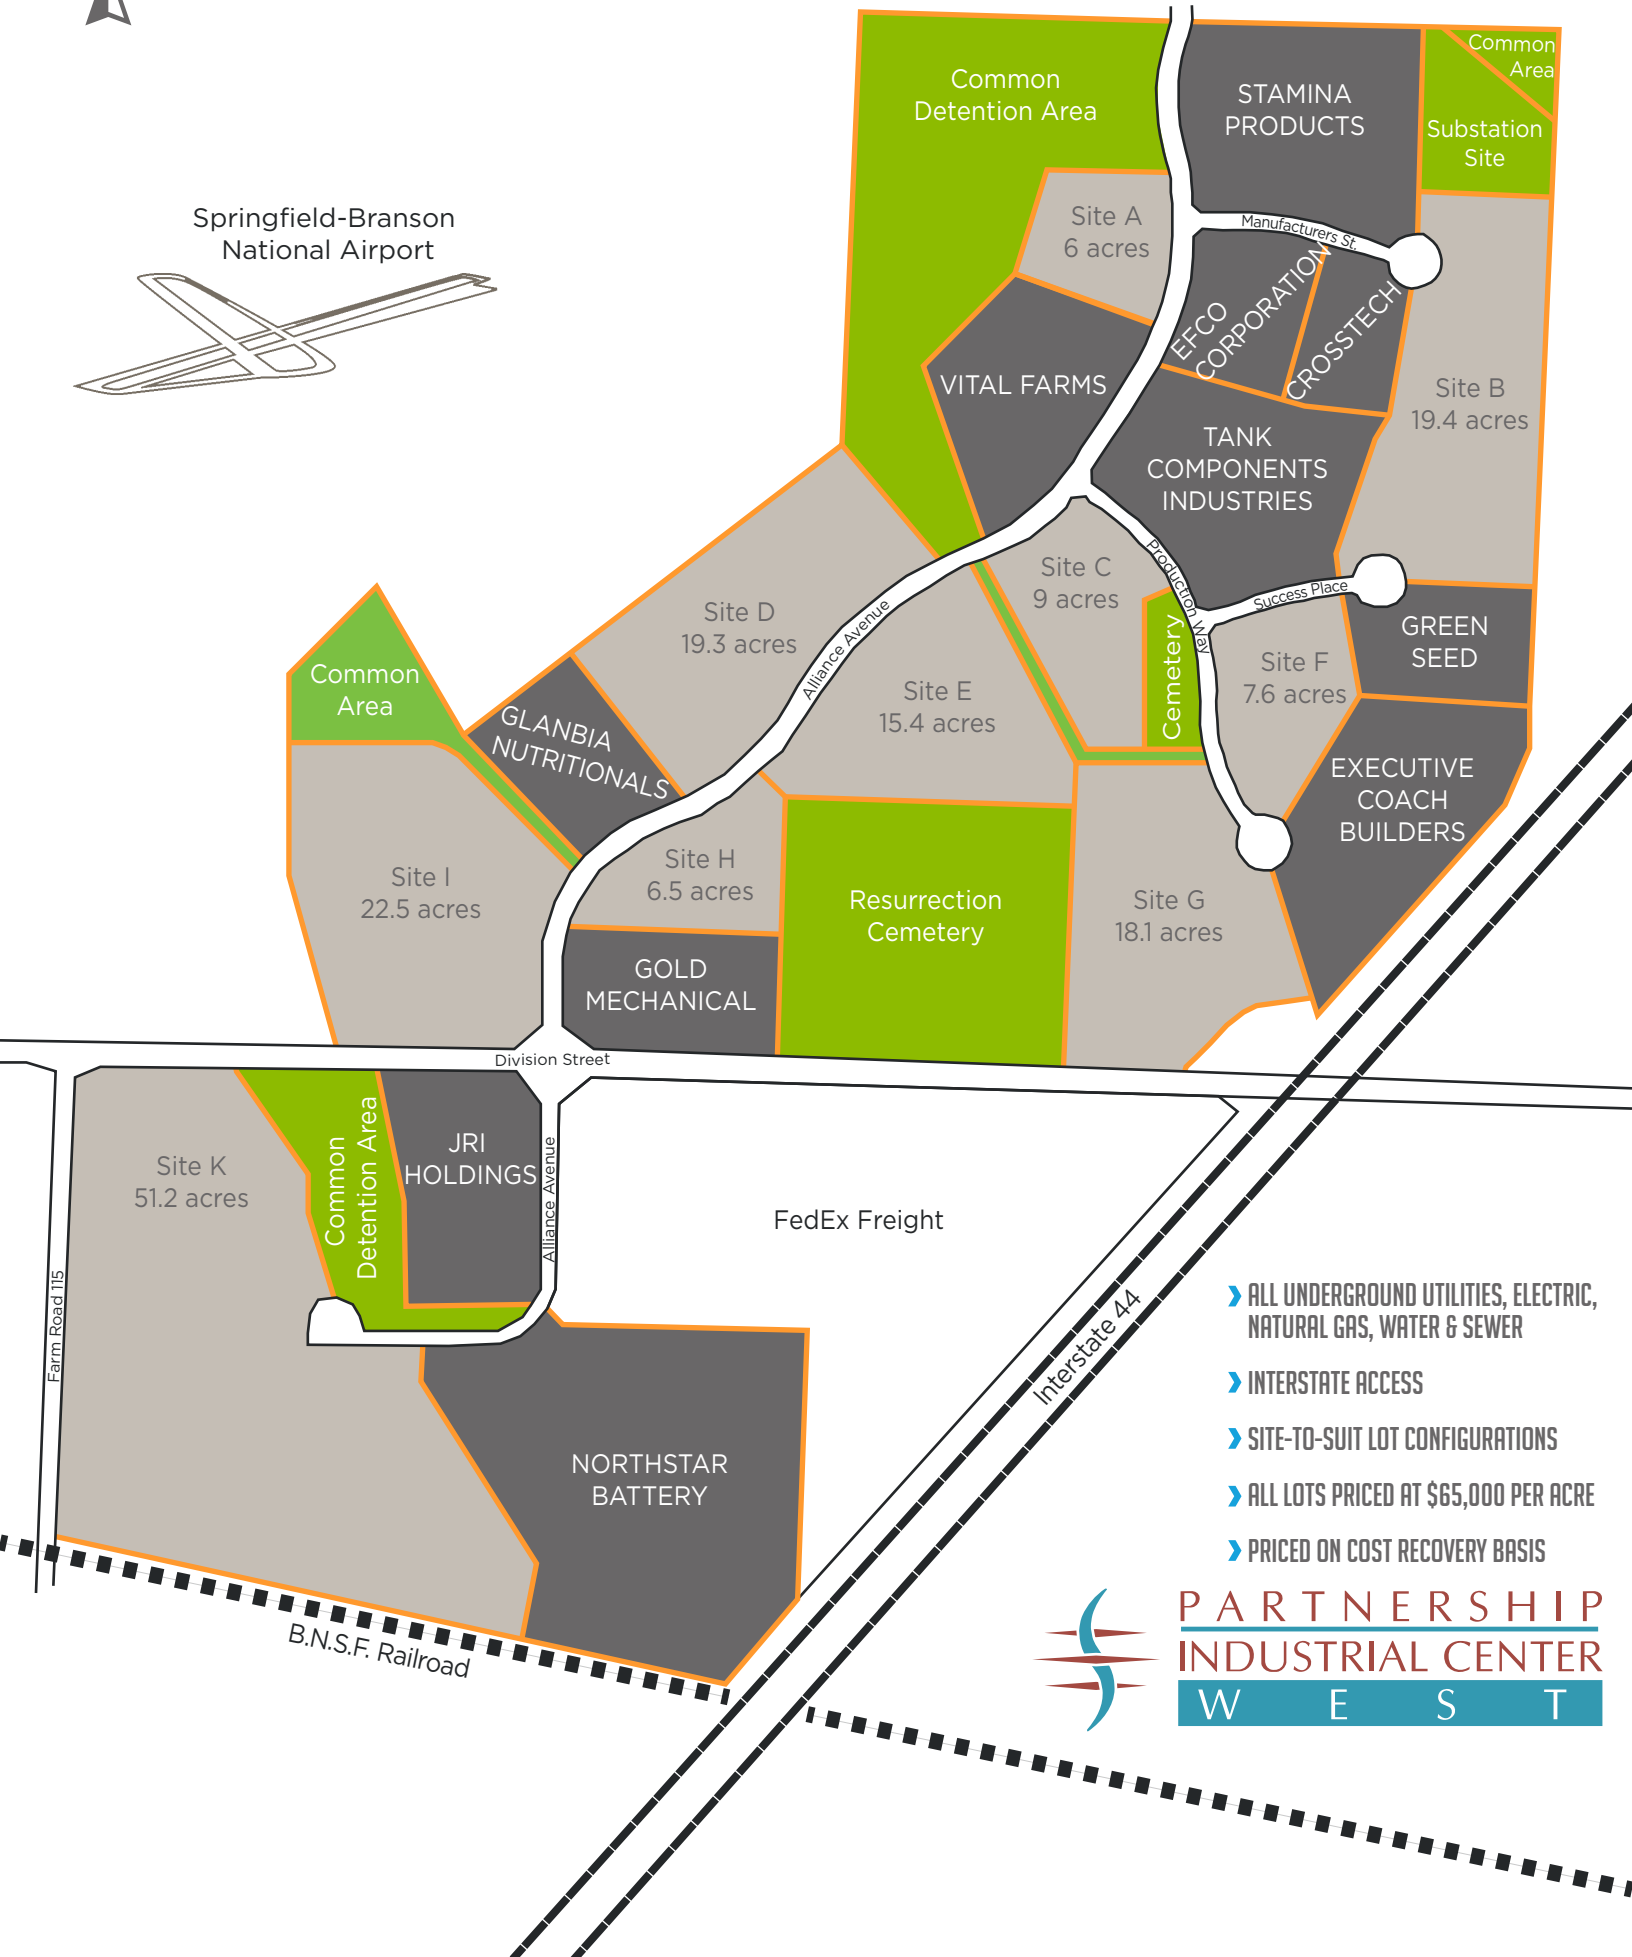 Common
Detention Area
STAMINA
PRODUCTS
Common
Area
Substation
Site
Springfield-Branson
National Airport
Site A
6 acres
Manufacturers St.
EFCO
CORPORATION
CROSSTECH
VITAL FARMS
Site B
19.4 acres
TANK
COMPONENTS
INDUSTRIES
Production Way
Site C
9 acres
Success Place
Site D
19.3 acres
Alliance Avenue
Cemetery
GREEN
SEED
Site F
7.6 acres
Common
Area
Site E
15.4 acres
GLANBIA
NUTRITIONALS
EXECUTIVE
COACH
BUILDERS
Site H
6.5 acres
Site I
22.5 acres
Resurrection
Cemetery
Site G
18.1 acres
GOLD
MECHANICAL
Division Street
Common
Detention Area
JRI
HOLDINGS
Alliance Avenue
Site K
51.2 acres
FedEx Freight
Farm Road 115
Interstate 44
ALL UNDERGROUND UTILITIES, ELECTRIC,
NATURAL GAS, WATER & SEWER
INTERSTATE ACCESS
SITE-TO-SUIT LOT CONFIGURATIONS
ALL LOTS PRICED AT $65,000 PER ACRE
PRICED ON COST RECOVERY BASIS
NORTHSTAR
BATTERY
B.N.S.F. Railroad
PARTNERSHIP
INDUSTRIAL CENTER
WEST